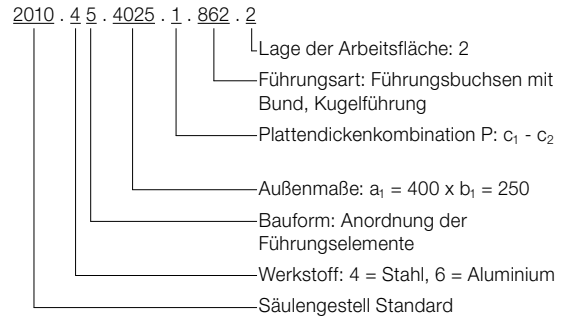 2010 . 4 5 . 4025 . 1 . 862 . 2
Lage der Arbeitsfläche: 2
Führungsart: Führungsbuchsen mit
Bund, Kugelführung
Plattendickenkombination P: c₁ - c₂
Außenmaße: a₁ = 400 x b₁ = 250
Bauform: Anordnung der
Führungselemente
Werkstoff: 4 = Stahl, 6 = Aluminium
Säulengestell Standard